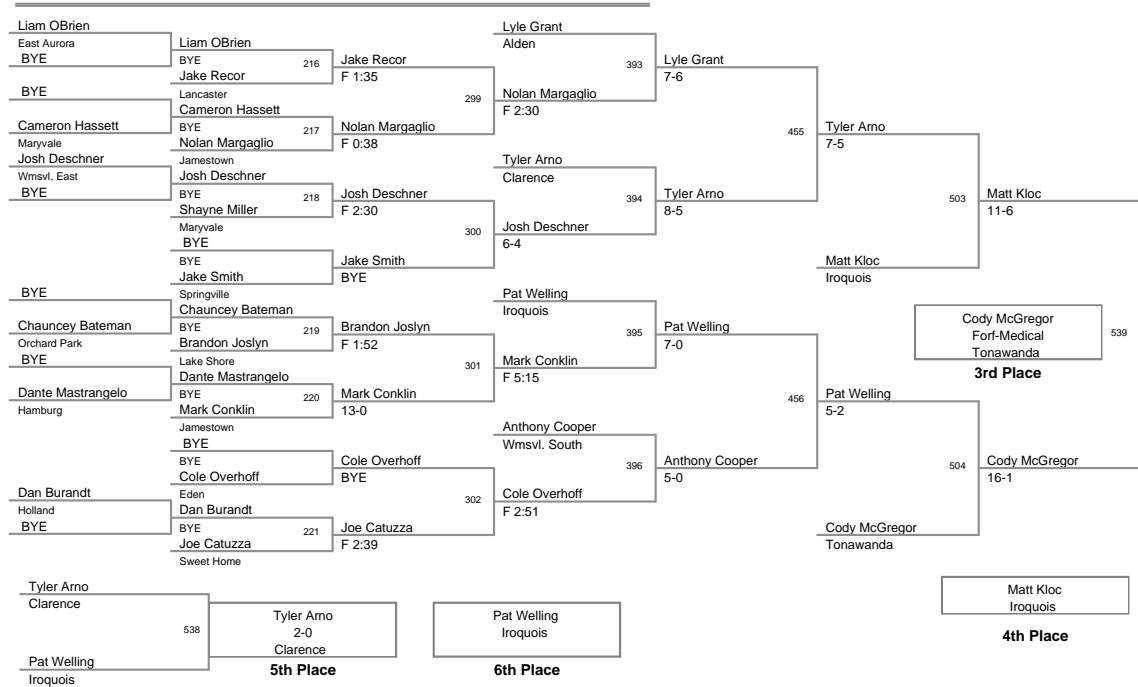 Liam OBrien
East Aurora
BYE
BYE
Cameron Hassett
Maryvale
Josh Deschner
Wmsvl. East
BYE
BYE
Chauncey Bateman
Orchard Park
BYE
Dante Mastrangelo
Hamburg
Dan Burandt
Holland
BYE
Liam OBrien
BYE
216
Jake Recor
Lancaster
Cameron Hassett
BYE
217
Nolan Margaglio
Jamestown
Josh Deschner
BYE
218
Shayne Miller
Maryvale
BYE
BYE
Jake Smith
Springville
Chauncey Bateman
BYE
219
Brandon Joslyn
Lake Shore
Dante Mastrangelo
BYE
220
Mark Conklin
Jamestown
BYE
BYE
Cole Overhoff
Eden
Dan Burandt
BYE
221
Joe Catuzza
Sweet Home
Jake Recor
F 1:35
299
Nolan Margaglio
F 0:38
Josh Deschner
F 2:30
300
Jake Smith
BYE
Brandon Joslyn
F 1:52
301
Mark Conklin
13-0
Cole Overhoff
BYE
302
Joe Catuzza
F 2:39
Lyle Grant
Alden
393
Nolan Margaglio
F 2:30
Tyler Arno
Clarence
394
Josh Deschner
6-4
Pat Welling
Iroquois
395
Mark Conklin
F 5:15
Anthony Cooper
Wmsvl. South
396
Cole Overhoff
F 2:51
Lyle Grant
7-6
455
Tyler Arno
8-5
Pat Welling
7-0
456
Anthony Cooper
5-0
Tyler Arno
7-5
503
Matt Kloc
Iroquois
Pat Welling
5-2
504
Cody McGregor
Tonawanda
Matt Kloc
11-6
Cody McGregor
Forf-Medical
Tonawanda
539
3rd Place
Cody McGregor
16-1
Matt Kloc
Iroquois
4th Place
Tyler Arno
Clarence
538
Pat Welling
Iroquois
Tyler Arno
2-0
Clarence
5th Place
Pat Welling
Iroquois
6th Place